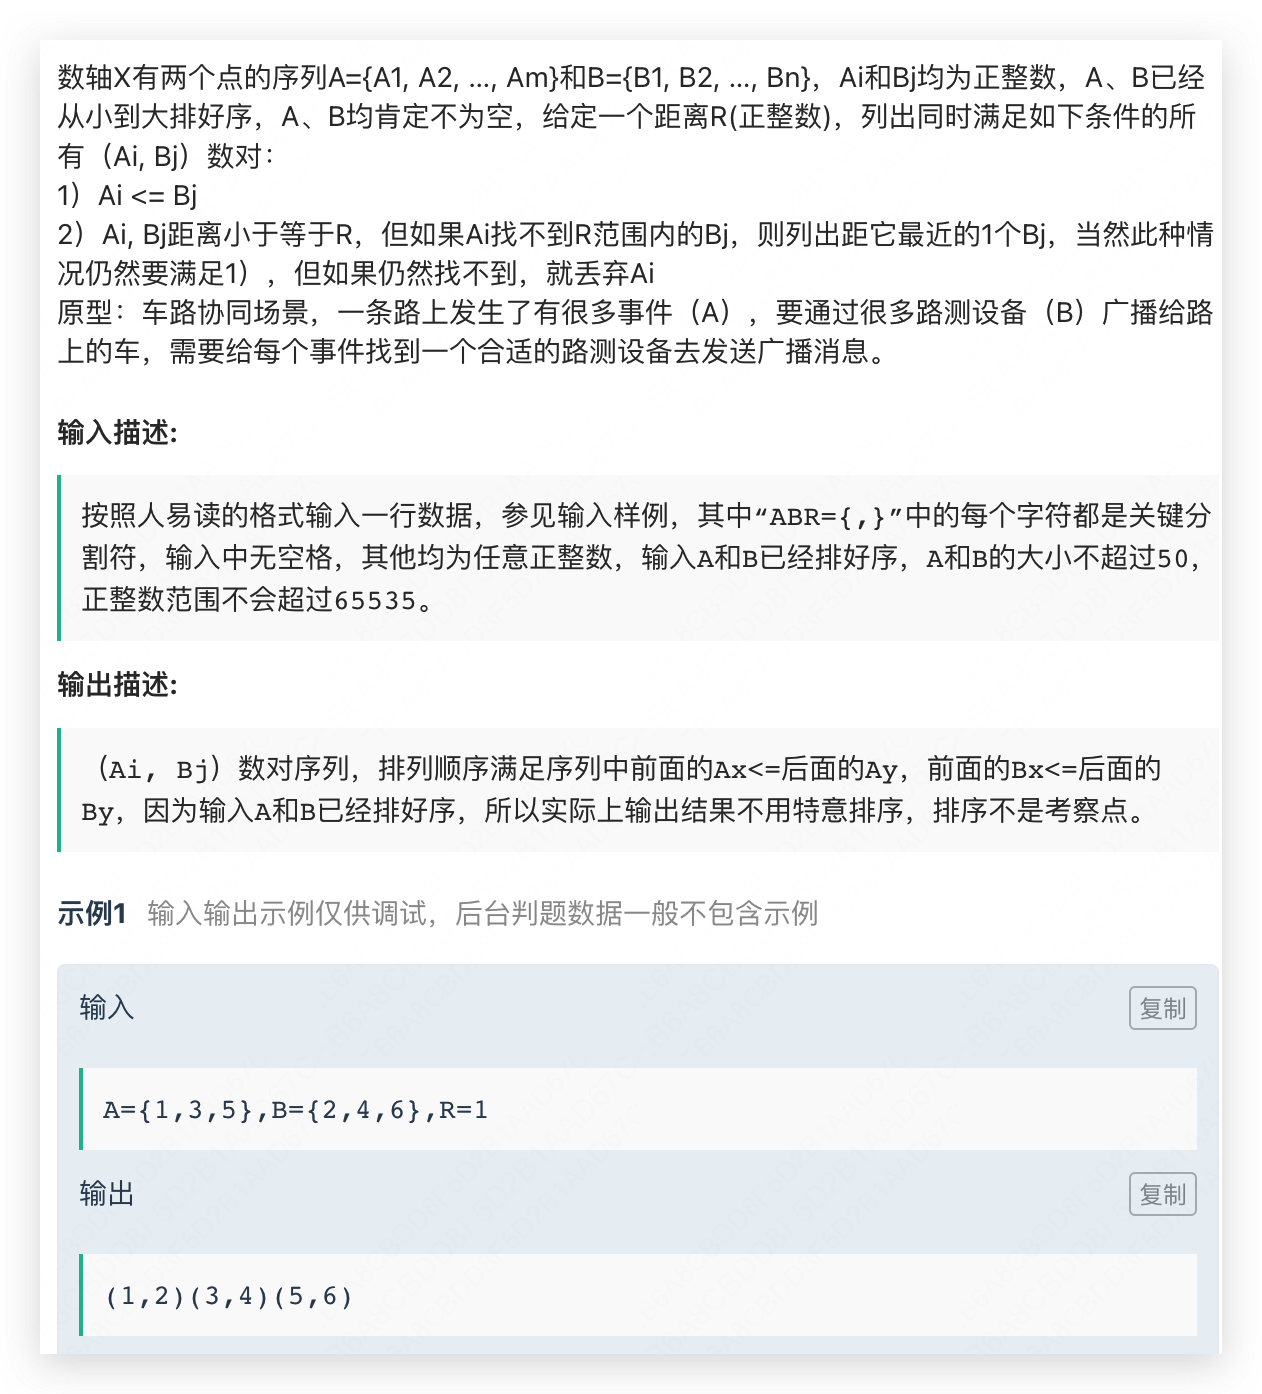 数轴X有两个点的序列A={A1, A2, ..., Am}和B={B1, B2, ..., Bn}，Ai和Bj均为正整数，A、B已经
从小到大排好序，A、B均肯定不为空，给定一个距离R(正整数)，列出同时满足如下条件的所
有（Ai, Bj）数对：
1）Ai <= Bj
2）Ai, Bj距离小于等于R，但如果Ai找不到R范围内的Bj，则列出距它最近的1个Bj，当然此种情
况仍然要满足1），但如果仍然找不到，就丢弃Ai
原型：车路协同场景，一条路上发生了有很多事件（A），要通过很多路测设备（B）广播给路
上的车，需要给每个事件找到一个合适的路测设备去发送广播消息。
输入描述:
按照人易读的格式输入一行数据，参见输入样例，其中“ABR={,}”中的每个字符都是关键分
割符，输入中无空格，其他均为任意正整数，输入A和B已经排好序，A和B的大小不超过50，
正整数范围不会超过65535。
输出描述:
（Ai, Bj）数对序列，排列顺序满足序列中前面的Ax<=后面的Ay，前面的Bx<=后面的
By，因为输入A和B已经排好序，所以实际上输出结果不用特意排序，排序不是考察点。
示例1 输入输出示例仅供调试，后台判题数据一般不包含示例
输入 复制
A={1,3,5},B={2,4,6},R=1
输出 复制
(1,2)(3,4)(5,6)